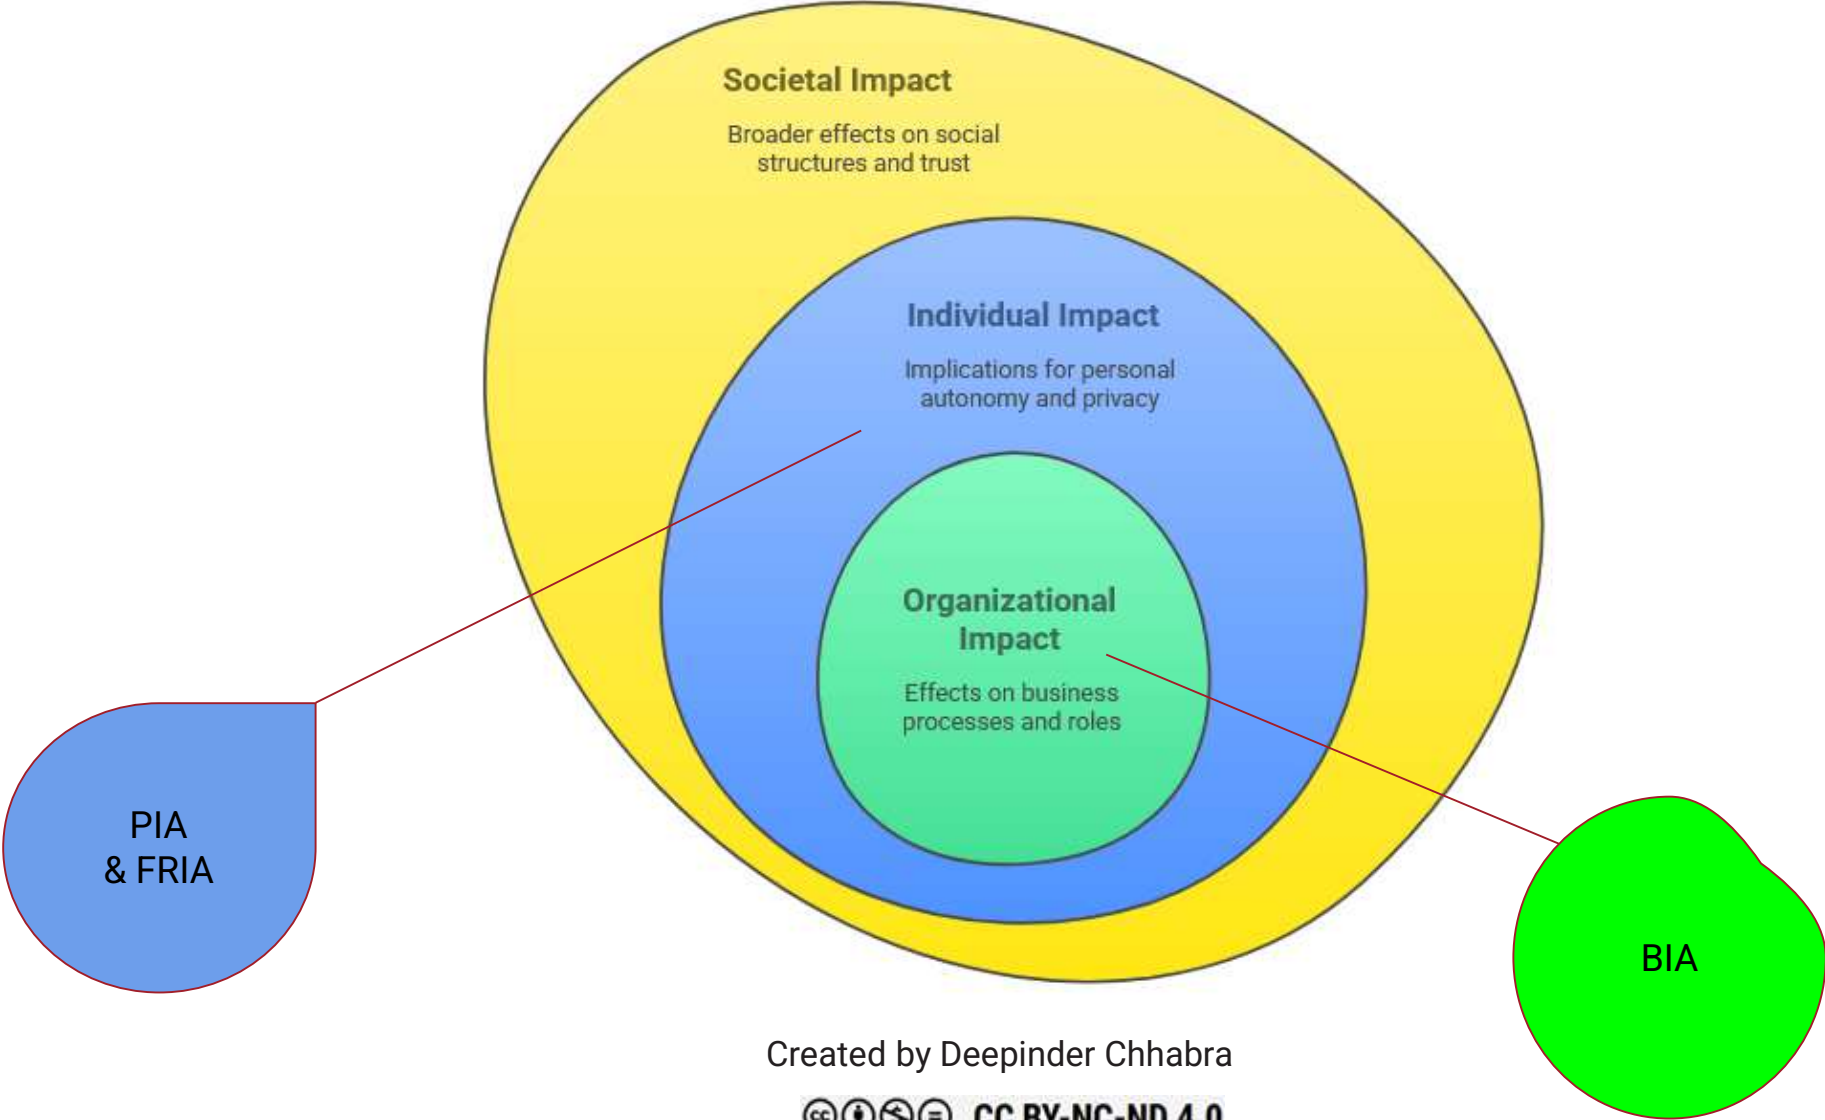 Societal Impact
Broader effects on social
structures and trust
Individual Impact
Implications for personal
autonomy and privacy
Organizational
Impact
Effects on business
processes and roles
PIA
& FRIA
BIA
Created by Deepinder Chhabra
CC BY-NC-ND 4.0